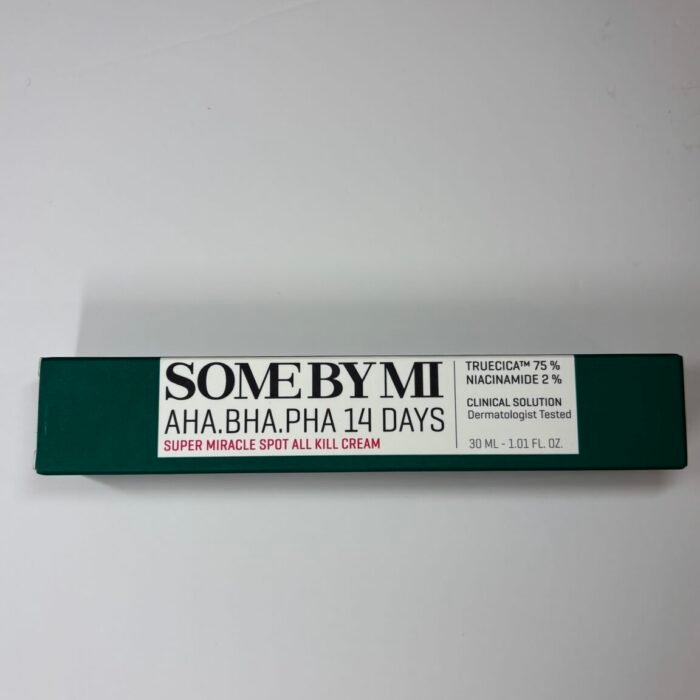 SOME BY MI
AHA.BHA.PHA 14 DAYS
SUPER MIRACLE SPOT ALL KILL CREAM
TRUECICA™ 75 %
NIACINAMIDE 2 %
CLINICAL SOLUTION
Dermatologist Tested
30 ML - 1.01 FL. OZ.